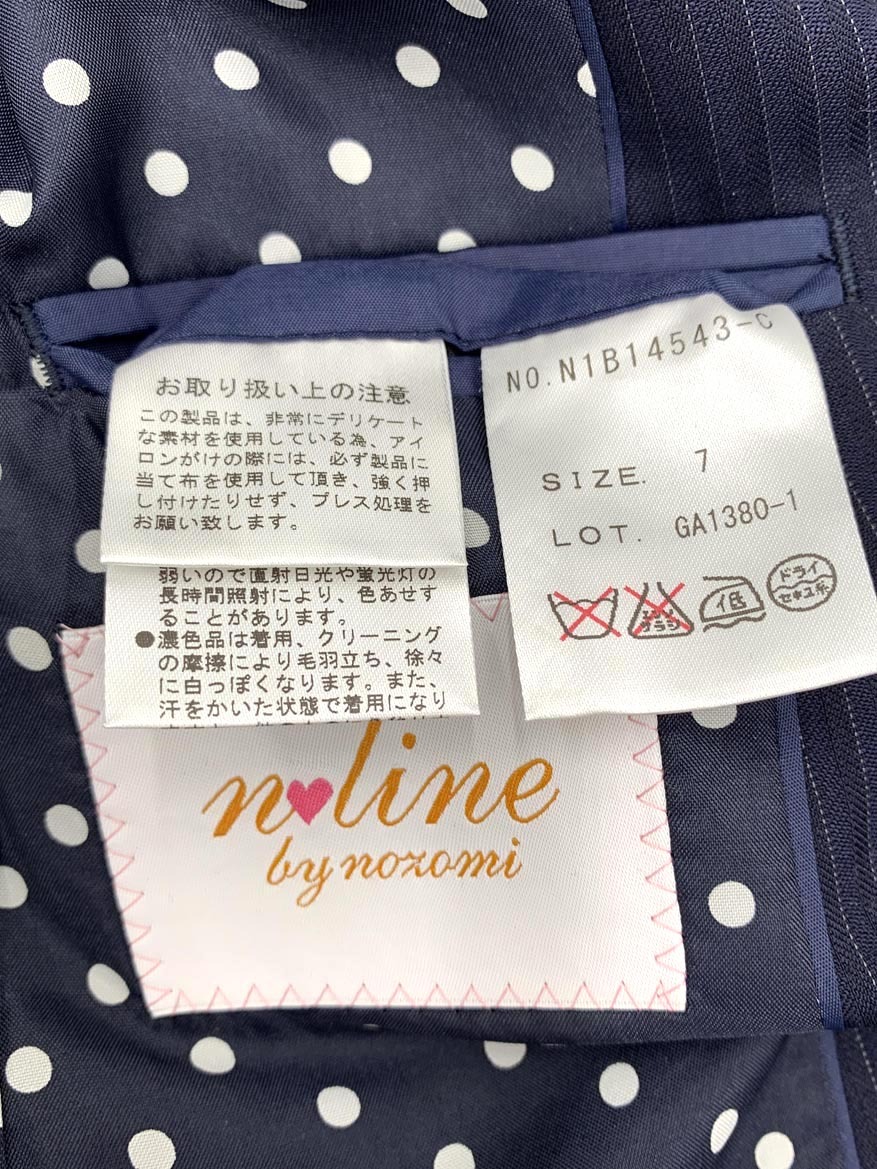 お取り扱い上の注意
この製品は、非常にデリケート
な素材を使用している為、アイ
ロンがけの際には、必ず製品に
当て布を使用して頂き、強く押
し付けたりせず、プレス処理を
お願い致します。
弱いので直射日光や蛍光灯の
長時間照射により、色あせす
ることがあります。
●濃色品は着用、クリーニング
の摩擦により毛羽立ち、徐々
に白っぽくなります。また、
汗をかいた状態で着用になり
NO.N1B14543-C
SIZE. 7
LOT. GA1380-1
エンソ
サラシ
低
ドライ
セキユ系
n♥line
by nozomi